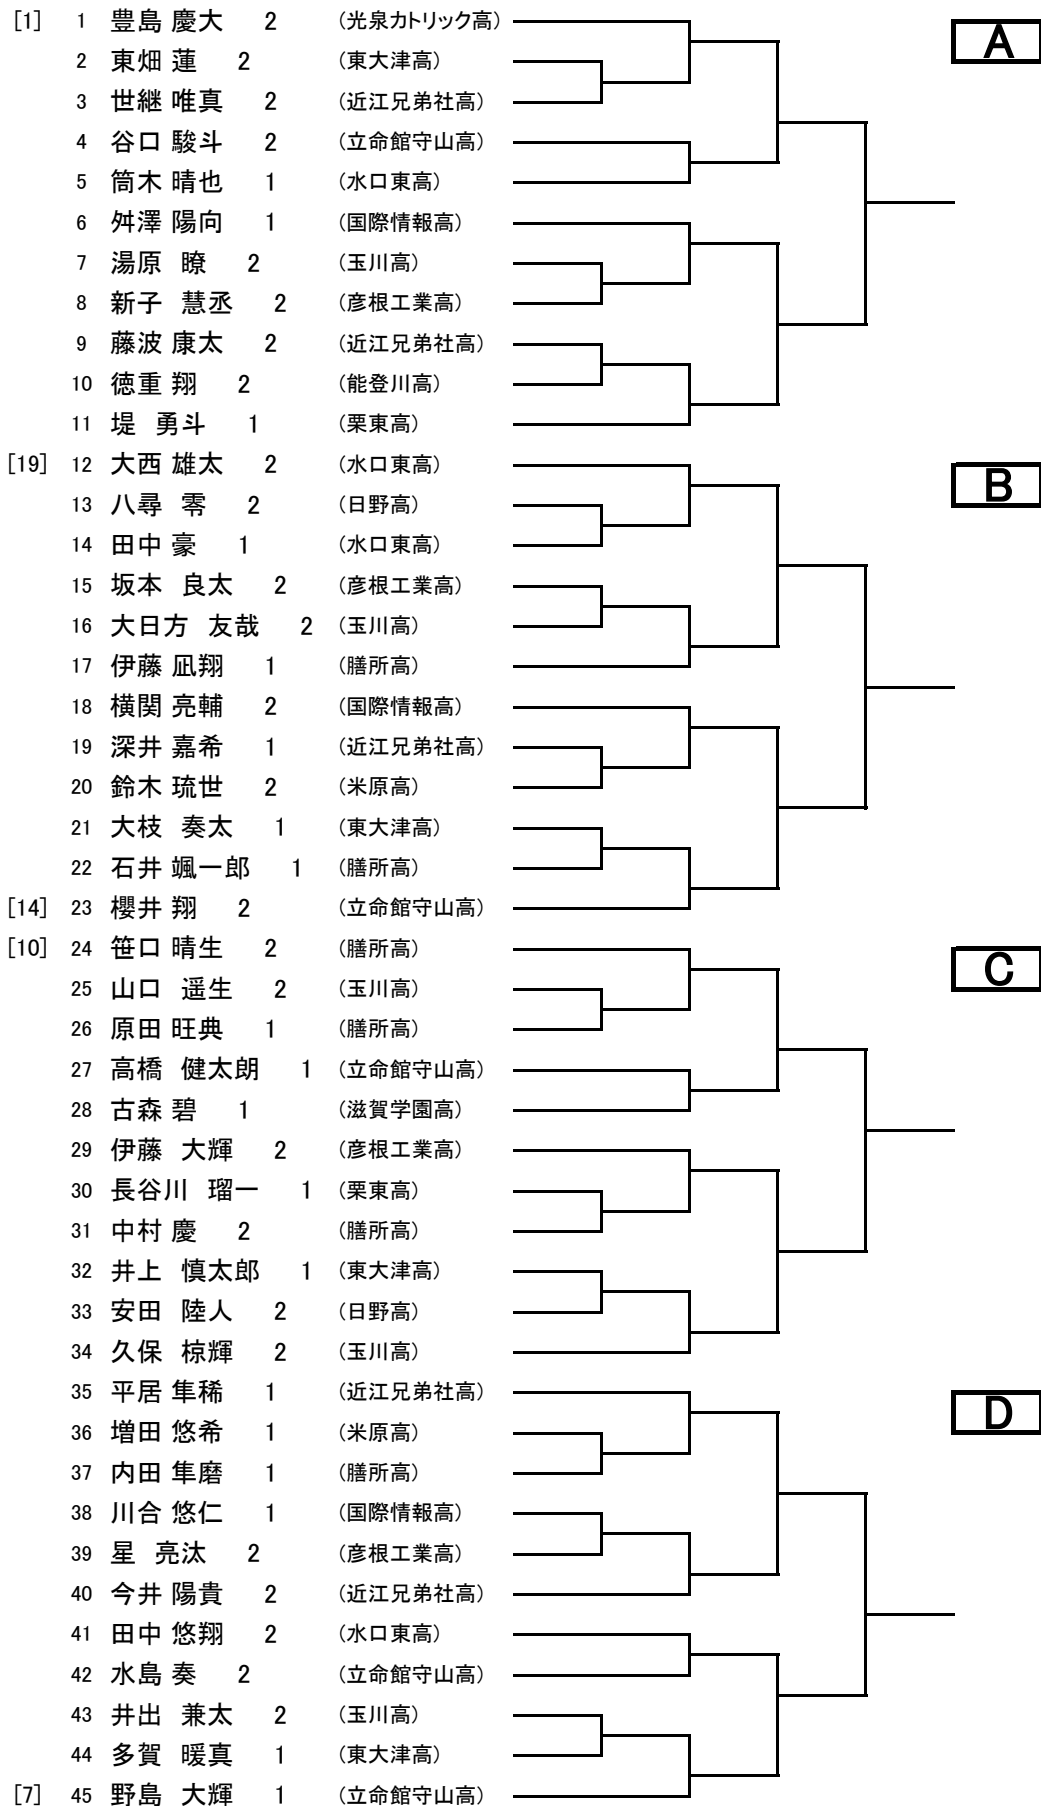 [1] 1 豊島 慶大 2 (光泉カトリック高) A
2 東畑 蓮 2 (東大津高)
3 世継 唯真 2 (近江兄弟社高)
4 谷口 駿斗 2 (立命館守山高)
5 筒木 晴也 1 (水口東高)
6 舛澤 陽向 1 (国際情報高)
7 湯原 瞭 2 (玉川高)
8 新子 慧丞 2 (彦根工業高)
9 藤波 康太 2 (近江兄弟社高)
10 徳重 翔 2 (能登川高)
11 堤 勇斗 1 (栗東高)
[19] 12 大西 雄太 2 (水口東高) B
13 八尋 零 2 (日野高)
14 田中 豪 1 (水口東高)
15 坂本 良太 2 (彦根工業高)
16 大日方 友哉 2 (玉川高)
17 伊藤 凪翔 1 (膳所高)
18 横関 亮輔 2 (国際情報高)
19 深井 嘉希 1 (近江兄弟社高)
20 鈴木 琉世 2 (米原高)
21 大枝 奏太 1 (東大津高)
22 石井 颯一郎 1 (膳所高)
[14] 23 櫻井 翔 2 (立命館守山高)
[10] 24 笹口 晴生 2 (膳所高) C
25 山口 遥生 2 (玉川高)
26 原田 旺典 1 (膳所高)
27 高橋 健太朗 1 (立命館守山高)
28 古森 碧 1 (滋賀学園高)
29 伊藤 大輝 2 (彦根工業高)
30 長谷川 瑠一 1 (栗東高)
31 中村 慶 2 (膳所高)
32 井上 慎太郎 1 (東大津高)
33 安田 陸人 2 (日野高)
34 久保 椋輝 2 (玉川高)
35 平居 隼稀 1 (近江兄弟社高) D
36 増田 悠希 1 (米原高)
37 内田 隼磨 1 (膳所高)
38 川合 悠仁 1 (国際情報高)
39 星 亮汰 2 (彦根工業高)
40 今井 陽貴 2 (近江兄弟社高)
41 田中 悠翔 2 (水口東高)
42 水島 奏 2 (立命館守山高)
43 井出 兼太 2 (玉川高)
44 多賀 暖真 1 (東大津高)
[7] 45 野島 大輝 1 (立命館守山高)